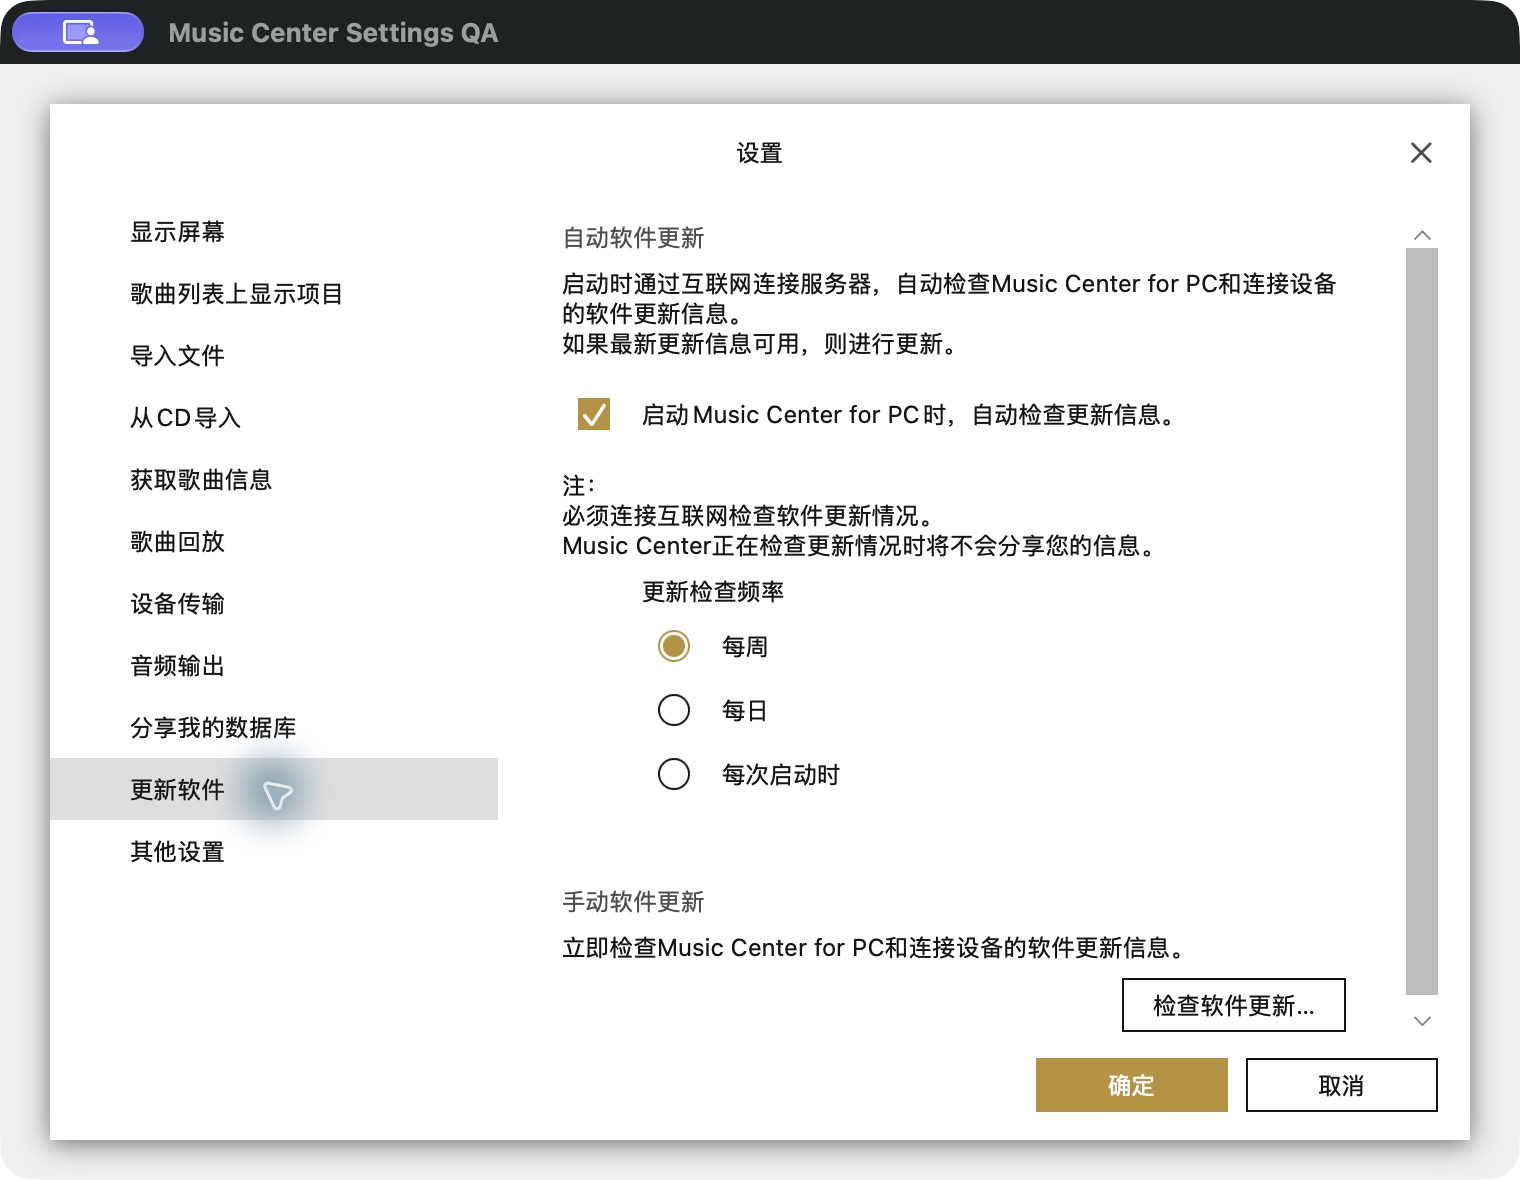 Music Center Settings QA
设置
显示屏幕
歌曲列表上显示项目
导入文件
从CD导入
获取歌曲信息
歌曲回放
设备传输
音频输出
分享我的数据库
更新软件
其他设置
自动软件更新
启动时通过互联网连接服务器，自动检查Music Center for PC和连接设备
的软件更新信息。
如果最新更新信息可用，则进行更新。
启动Music Center for PC时，自动检查更新信息。
注：
必须连接互联网检查软件更新情况。
Music Center正在检查更新情况时将不会分享您的信息。
更新检查频率
每周
每日
每次启动时
手动软件更新
立即检查Music Center for PC和连接设备的软件更新信息。
检查软件更新...
确定
取消